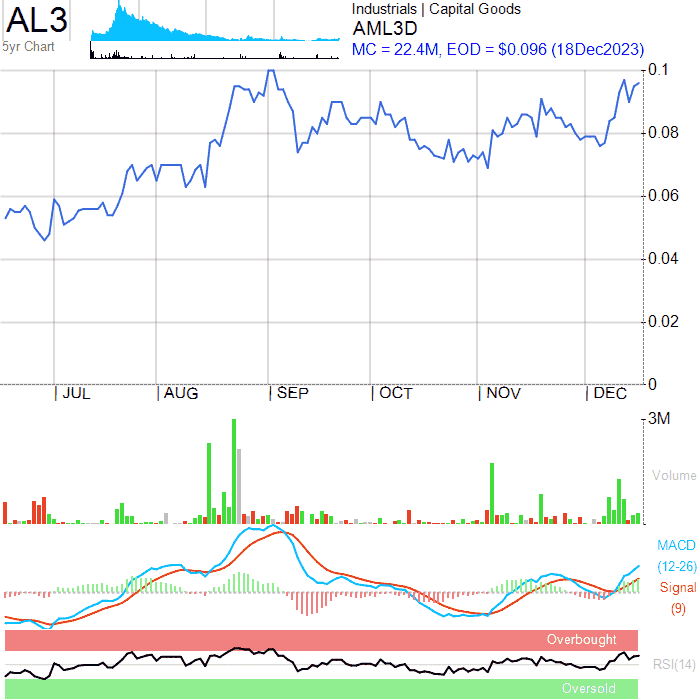 AL3
5yr Chart
Industrials | Capital Goods
AML3D
MC = 22.4M, EOD = $0.096 (18Dec2023)
0.1
0.08
0.06
0.04
0.02
0
| JUL | AUG | SEP | OCT | NOV | DEC
3M
Volume
MACD
(12-26)
Signal
(9)
Overbought
RSI(14)
Oversold